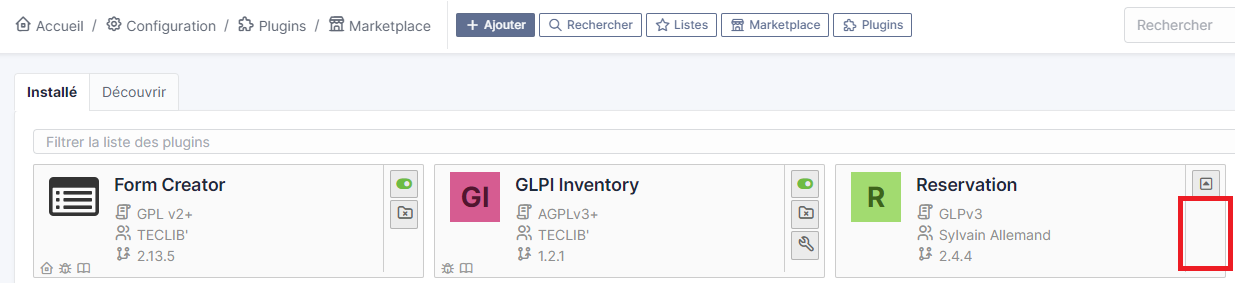 Accueil / Configuration / Plugins / Marketplace + Ajouter Rechercher Listes Marketplace Plugins Rechercher
Installé Découvrir
Filtrer la liste des plugins
Form Creator
GPL v2+
TECLIB'
2.13.5
GI
GLPI Inventory
AGPLv3+
TECLIB'
1.2.1
R
Reservation
GLPv3
Sylvain Allemand
2.4.4